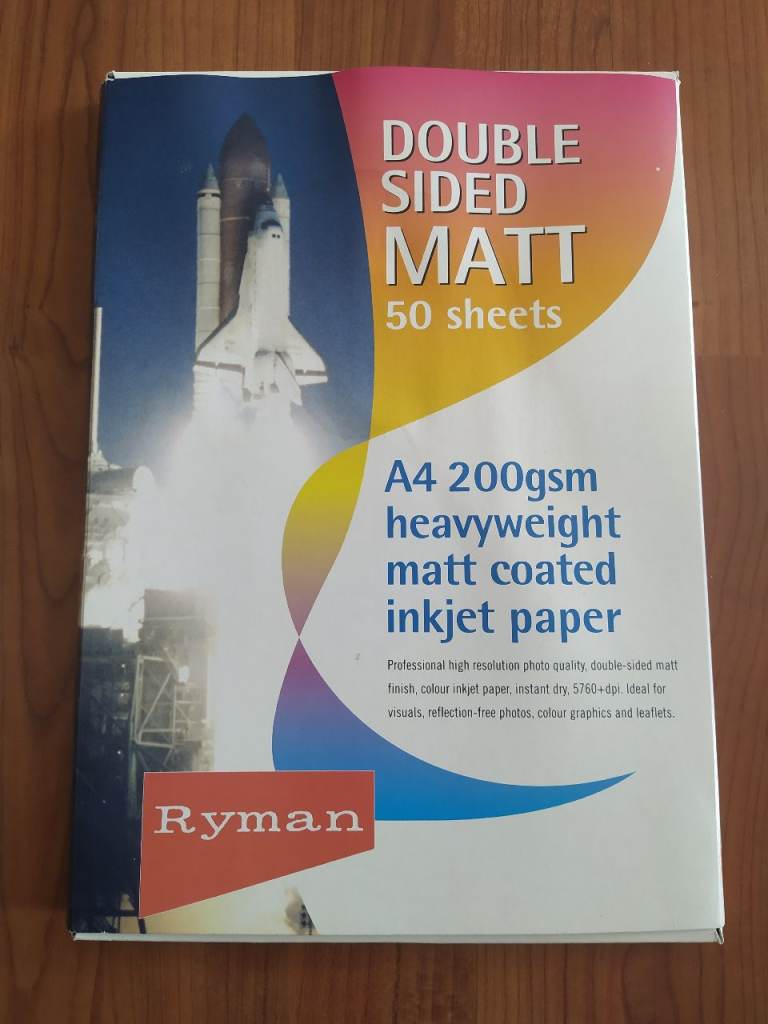 DOUBLE
SIDED
MATT
50 sheets
A4 200gsm
heavyweight
matt coated
inkjet paper
Professional high resolution photo quality, double-sided matt
finish, colour inkjet paper, instant dry, 5760+dpi. Ideal for
visuals, reflection-free photos, colour graphics and leaflets.
Ryman